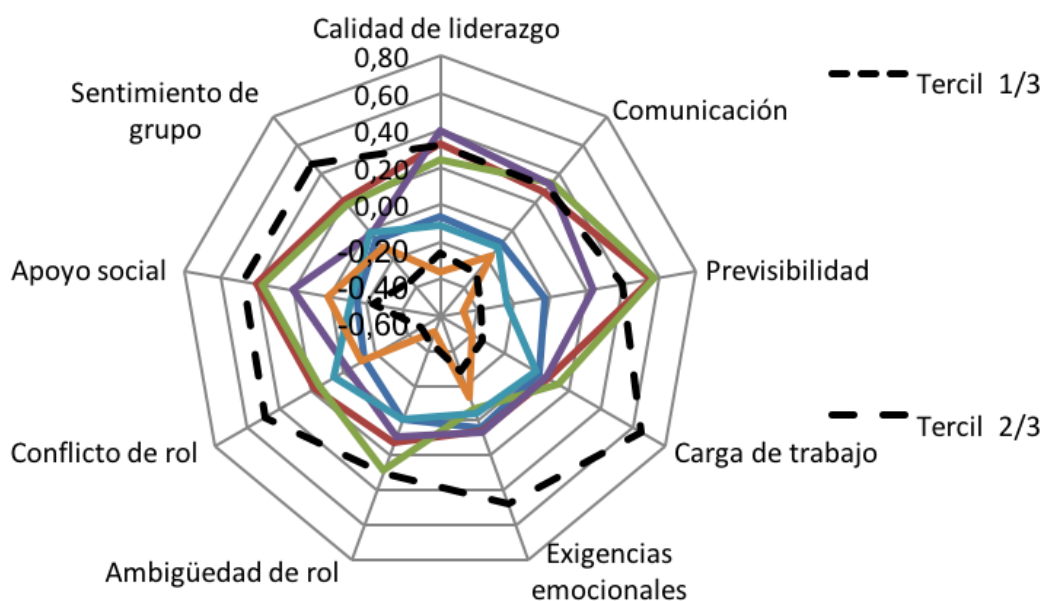 Calidad de liderazgo
0,80
0,60
0,40
0,20
0,00
-0,20
-0,40
-0,60
Comunicación
Previsibilidad
Carga de trabajo
Exigencias
emocionales
Ambigüedad de rol
Conflicto de rol
Apoyo social
Sentimiento de
grupo
Tercil 1/3
Tercil 2/3